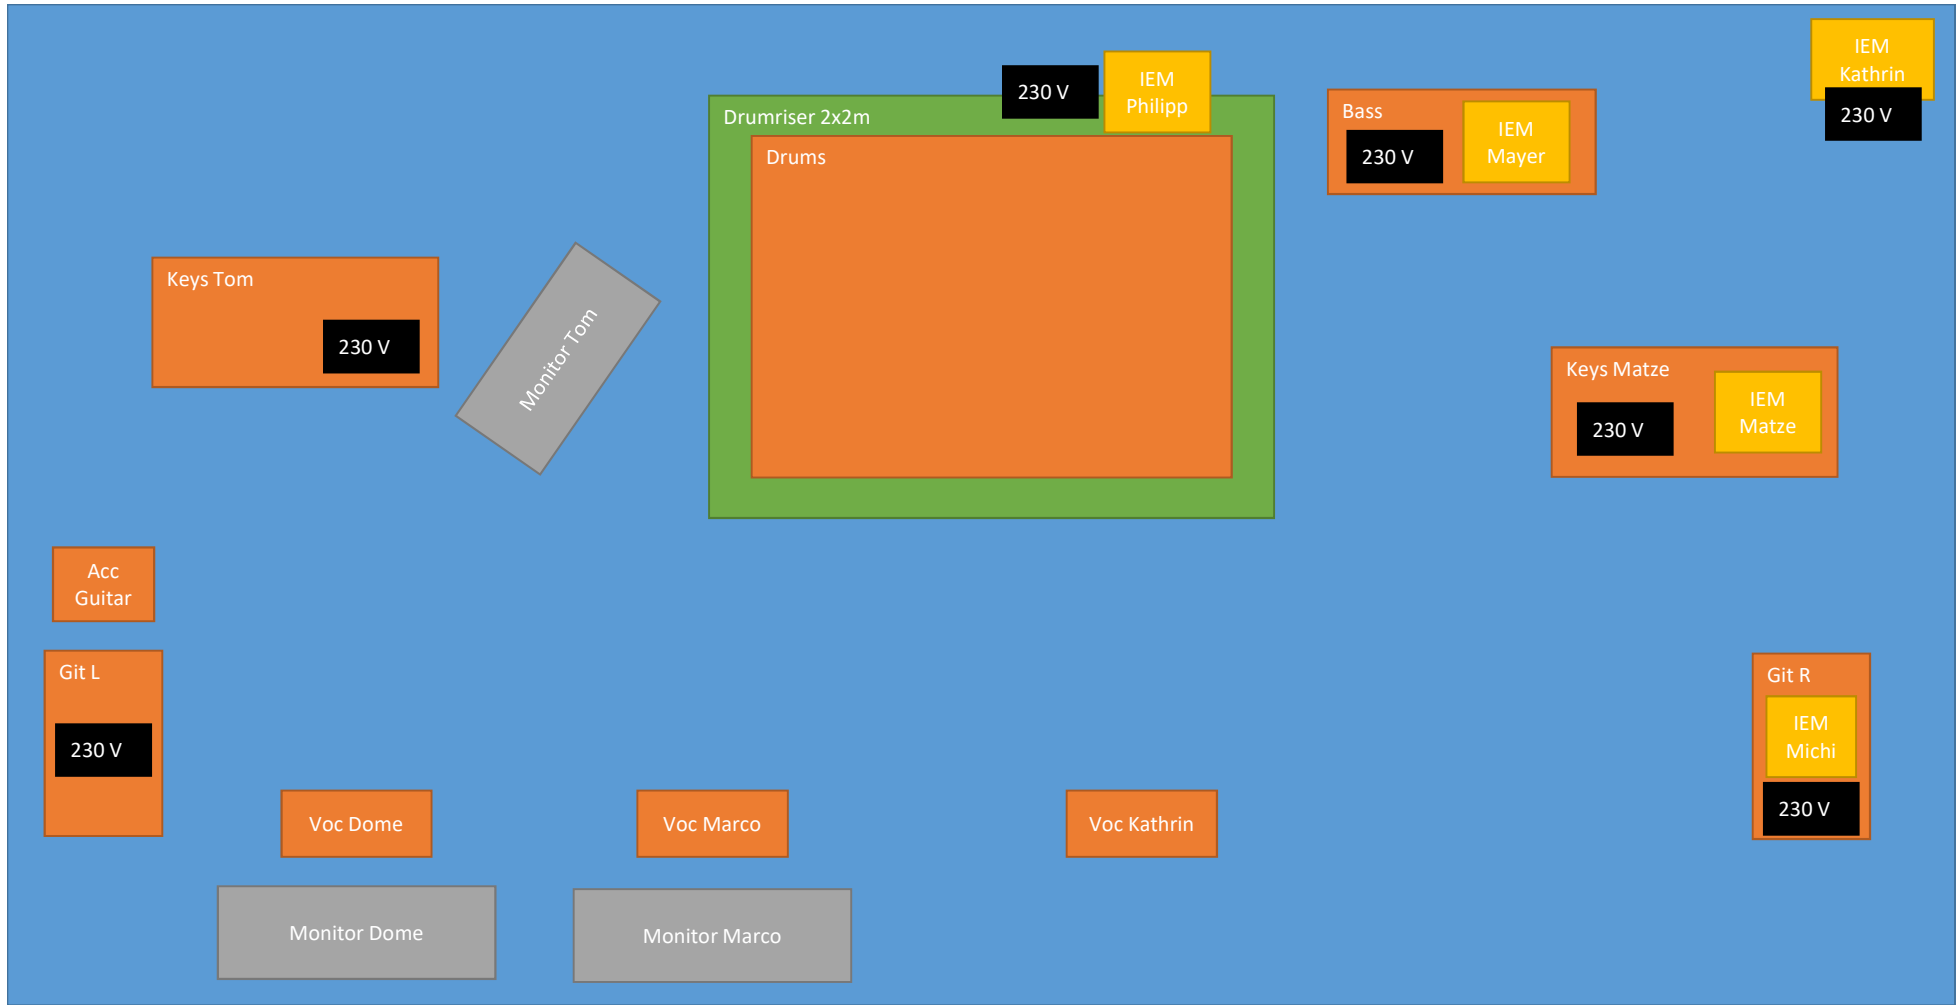 IEM
Kathrin
230 V
230 V
IEM
Philipp
Drumriser 2x2m
Drums
Bass
230 V
IEM
Mayer
Keys Tom
230 V
Monitor Tom
Keys Matze
230 V
IEM
Matze
Acc
Guitar
Git L
230 V
Git R
IEM
Michi
230 V
Voc Dome
Voc Marco
Voc Kathrin
Monitor Dome
Monitor Marco